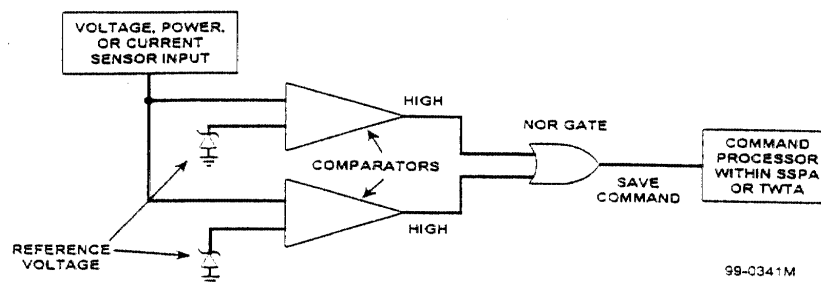 VOLTAGE, POWER,
OR CURRENT
SENSOR INPUT
HIGH
NOR GATE
COMPARATORS
COMMAND
PROCESSOR
WITHIN SSPA
OR TWTA
SAVE
COMMAND
HIGH
REFERENCE
VOLTAGE
99-0341M